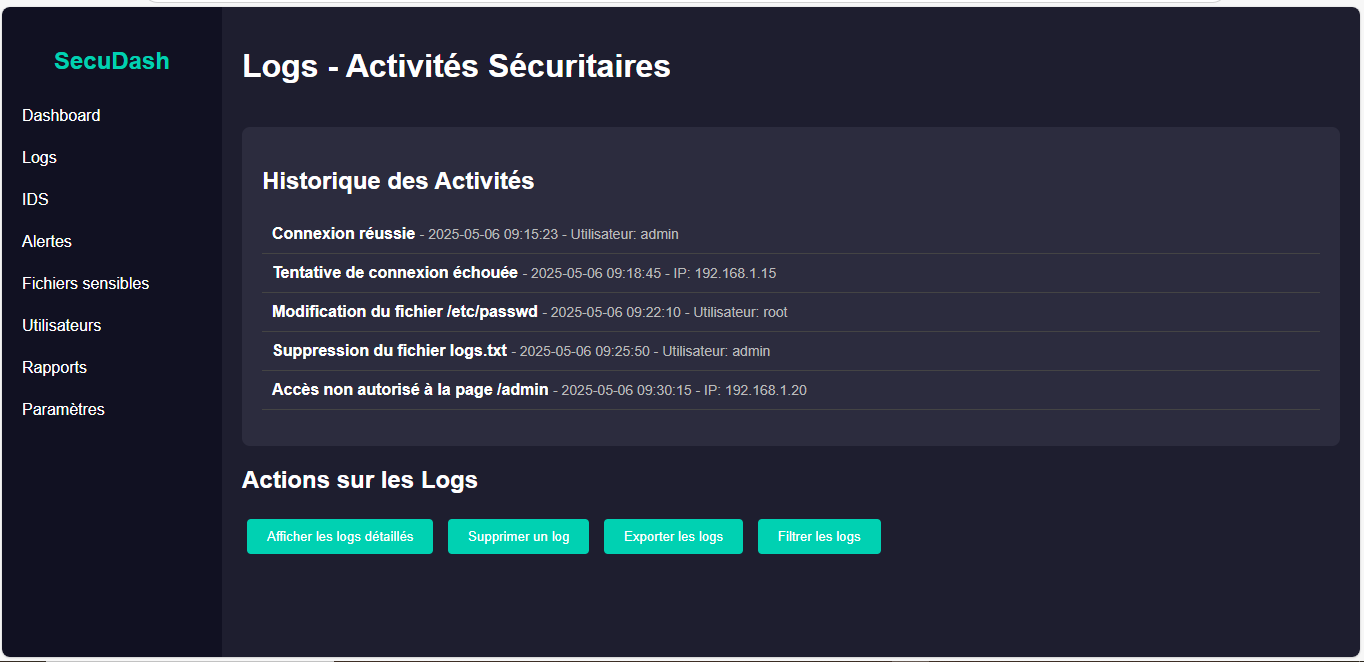 SecuDash
Dashboard
Logs
IDS
Alertes
Fichiers sensibles
Utilisateurs
Rapports
Paramètres
Logs - Activités Sécuritaires
Historique des Activités
Connexion réussie - 2025-05-06 09:15:23 - Utilisateur: admin
Tentative de connexion échouée - 2025-05-06 09:18:45 - IP: 192.168.1.15
Modification du fichier /etc/passwd - 2025-05-06 09:22:10 - Utilisateur: root
Suppression du fichier logs.txt - 2025-05-06 09:25:50 - Utilisateur: admin
Accès non autorisé à la page /admin - 2025-05-06 09:30:15 - IP: 192.168.1.20
Actions sur les Logs
Afficher les logs détaillés
Supprimer un log
Exporter les logs
Filtrer les logs